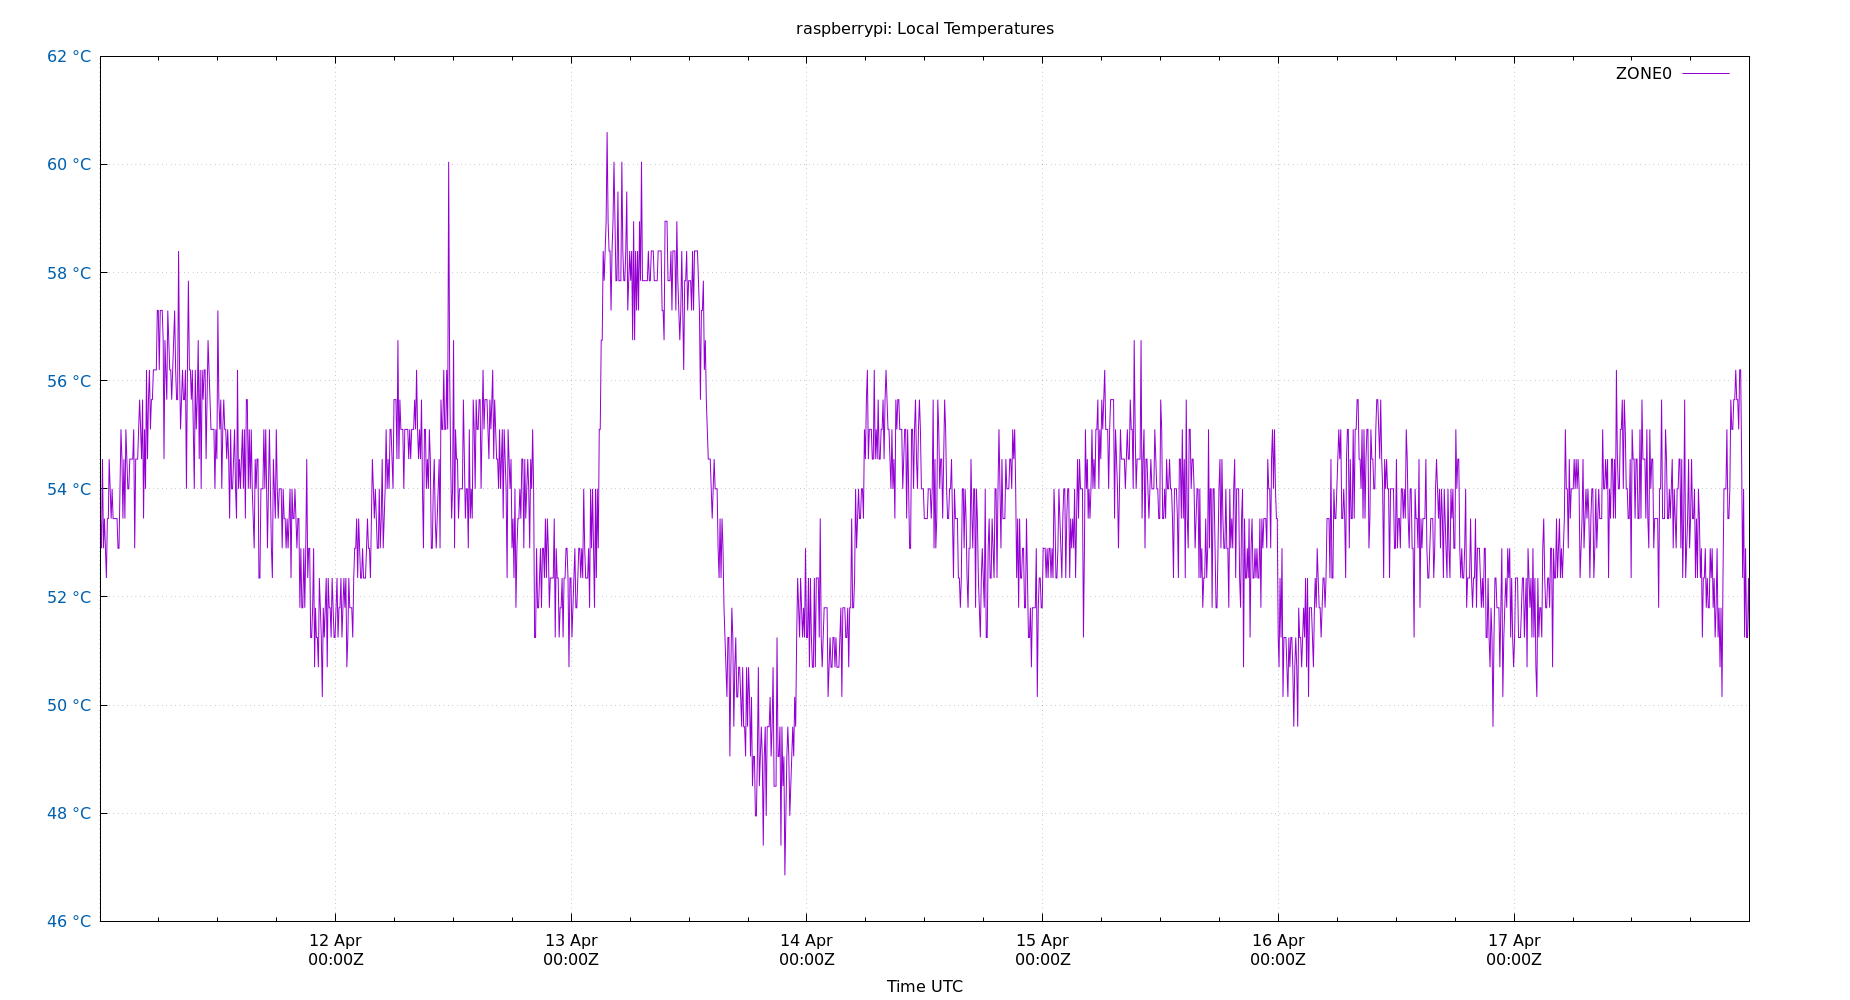 raspberrypi: Local Temperatures
62 °C
ZONE0
60 °C
58 °C
56 °C
54 °C
52 °C
50 °C
48 °C
46 °C
12 Apr 13 Apr 14 Apr 15 Apr 16 Apr 17 Apr
00:00Z 00:00Z 00:00Z 00:00Z 00:00Z 00:00Z
Time UTC